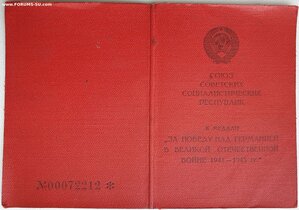 WWW.FORUMS-SU.COM
СОЮЗ
СОВЕТСКИХ
СОЦИАЛИСТИЧЕСКИХ
РЕСПУБЛИК
К МЕДАЛИ
„ЗА ПОБЕДУ НАД ГЕРМАНИЕЙ
В ВЕЛИКОЙ ОТЕЧЕСТВЕННОЙ
ВОЙНЕ 1941—1945 гг."
№00072212 *